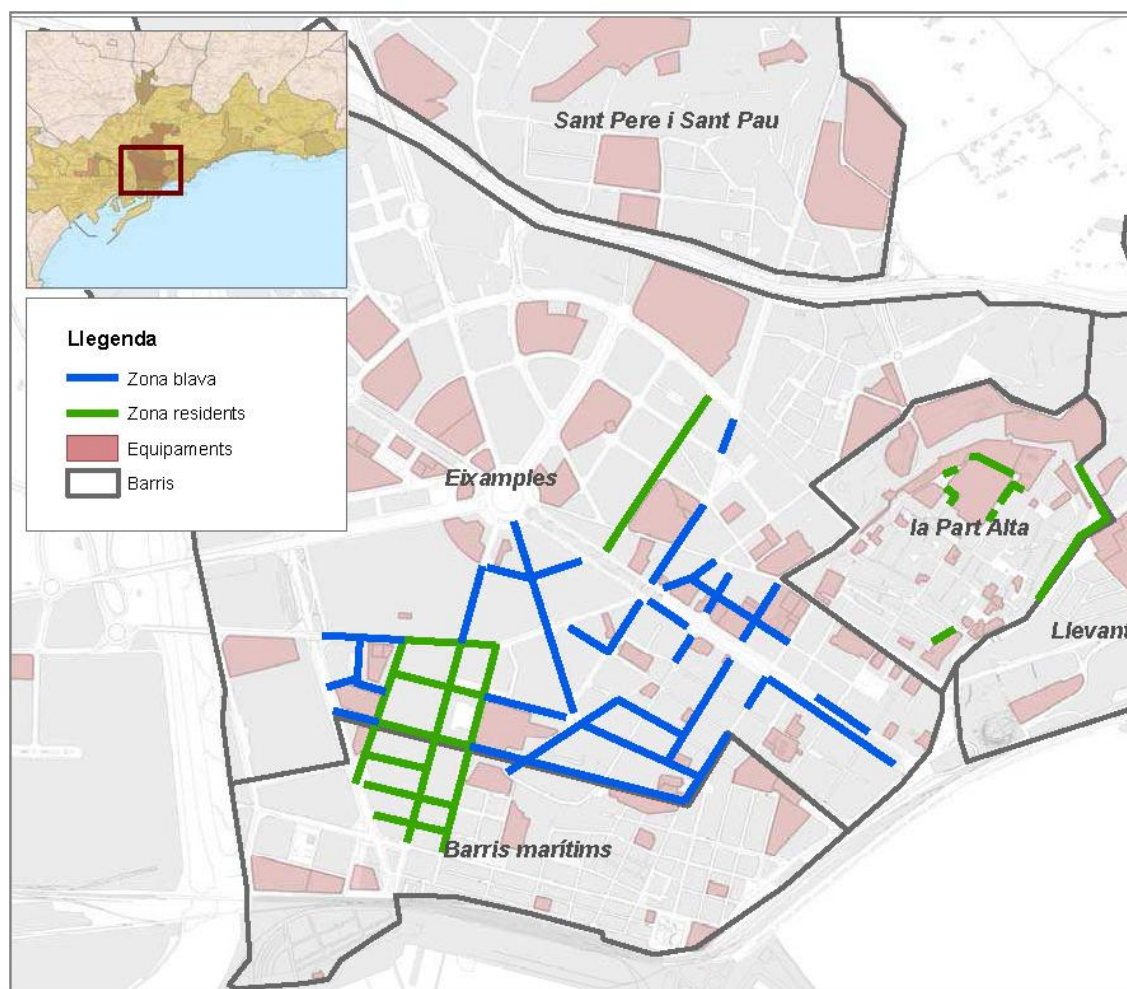 Sant Pere i Sant Pau
Llegenda
Zona blava
Zona residents
Equipaments
Barris
Eixamples
la Part Alta
Llevant
Barris marítims